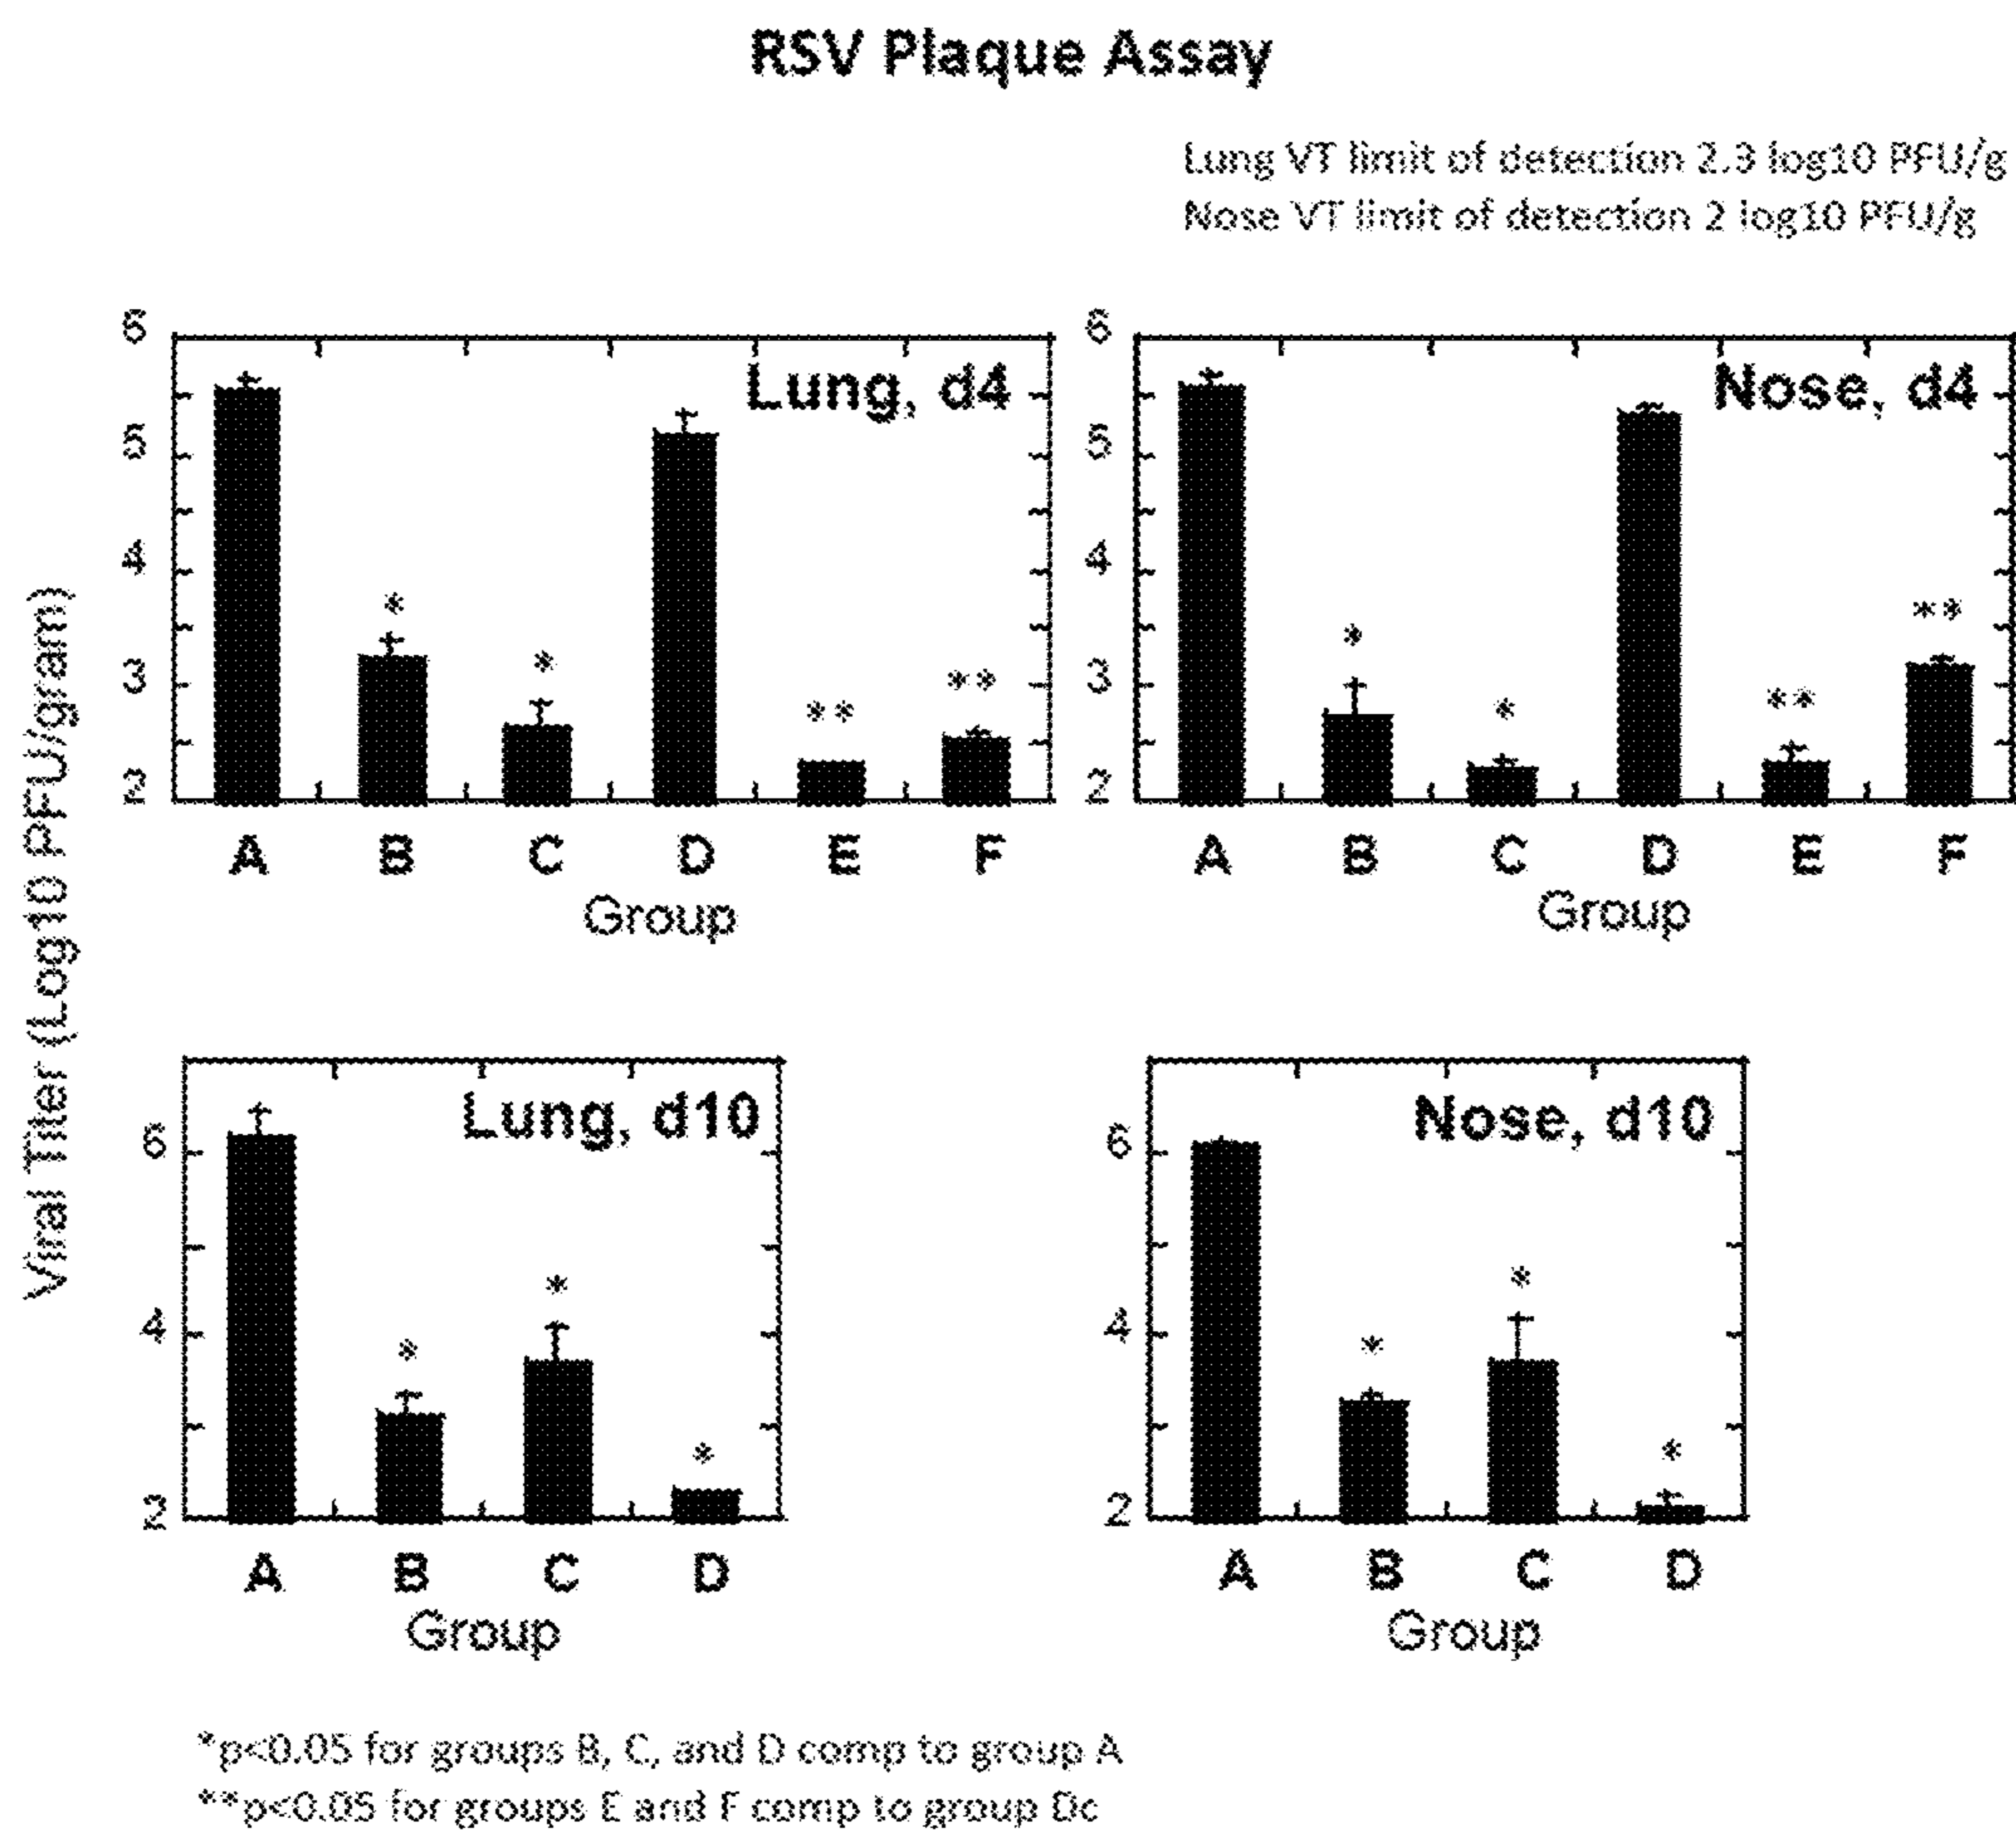 RSV Plaque Assay
Lung VT limit of detection 2.3 log10 PFU/g
Nose VT limit of detection 2 log10 PFU/g
Viral Titer (Log10 PFU/gram)
Lung, d4
6
5
4
3
2
*
*
**
**
A B C D E F
Group
Nose, d4
6
5
4
3
2
*
*
**
**
A B C D E F
Group
Lung, d10
6
4
2
*
*
*
A B C D
Group
Nose, d10
6
4
2
*
*
*
A B C D
Group
*p<0.05 for groups B, C, and D comp to group A
**p<0.05 for groups E and F comp to group Dc